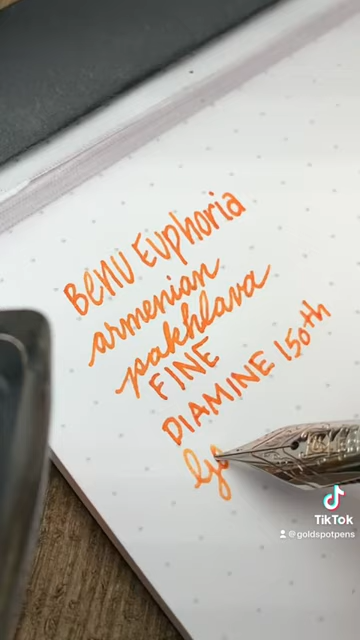 BENU EUPhoria
armenian
pakhlava
FINE
DIAMINE 150th
TikTok
@goldspotpens